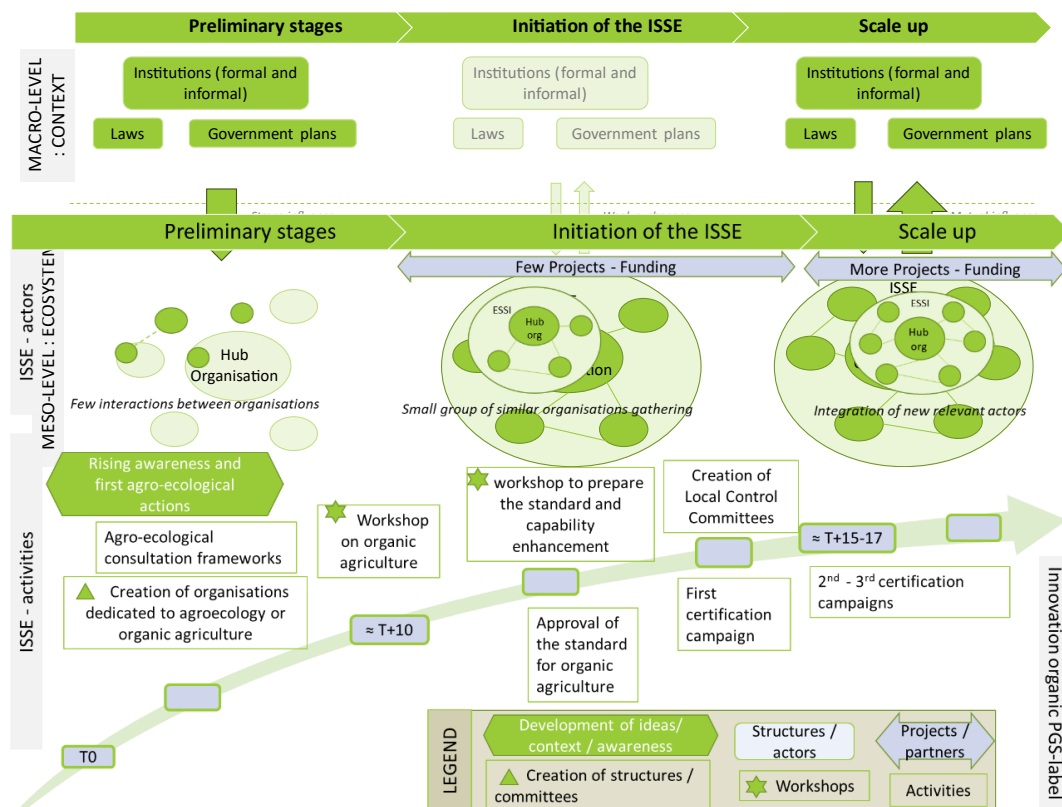 Preliminary stages
Initiation of the ISSE
Scale up
MACRO-LEVEL
: CONTEXT
Institutions (formal and
informal)
Laws
Government plans
Institutions (formal and
informal)
Laws
Government plans
Institutions (formal and
informal)
Laws
Government plans
Preliminary stages
Initiation of the ISSE
Scale up
Few Projects - Funding
More Projects - Funding
MESO-LEVEL : ECOSYSTEM
ISSE - actors
Hub
Organisation
Few interactions between organisations
ESSI
Hub
org
Small group of similar organisations gathering
ISSE
ESSI
Hub
org
Integration of new relevant actors
ISSE - activities
Rising awareness and
first agro-ecological
actions
Agro-ecological
consultation frameworks
Creation of organisations
dedicated to agroecology or
organic agriculture
Workshop
on organic
agriculture
workshop to prepare
the standard and
capability
enhancement
Creation of
Local Control
Committees
T0
≈ T+10
≈ T+15-17
Approval of
the standard
for organic
agriculture
First
certification
campaign
2nd - 3rd certification
campaigns
Innovation organic PGS-label
LEGEND
Development of ideas/
context / awareness
Creation of structures /
committees
Structures /
actors
Workshops
Projects /
partners
Activities